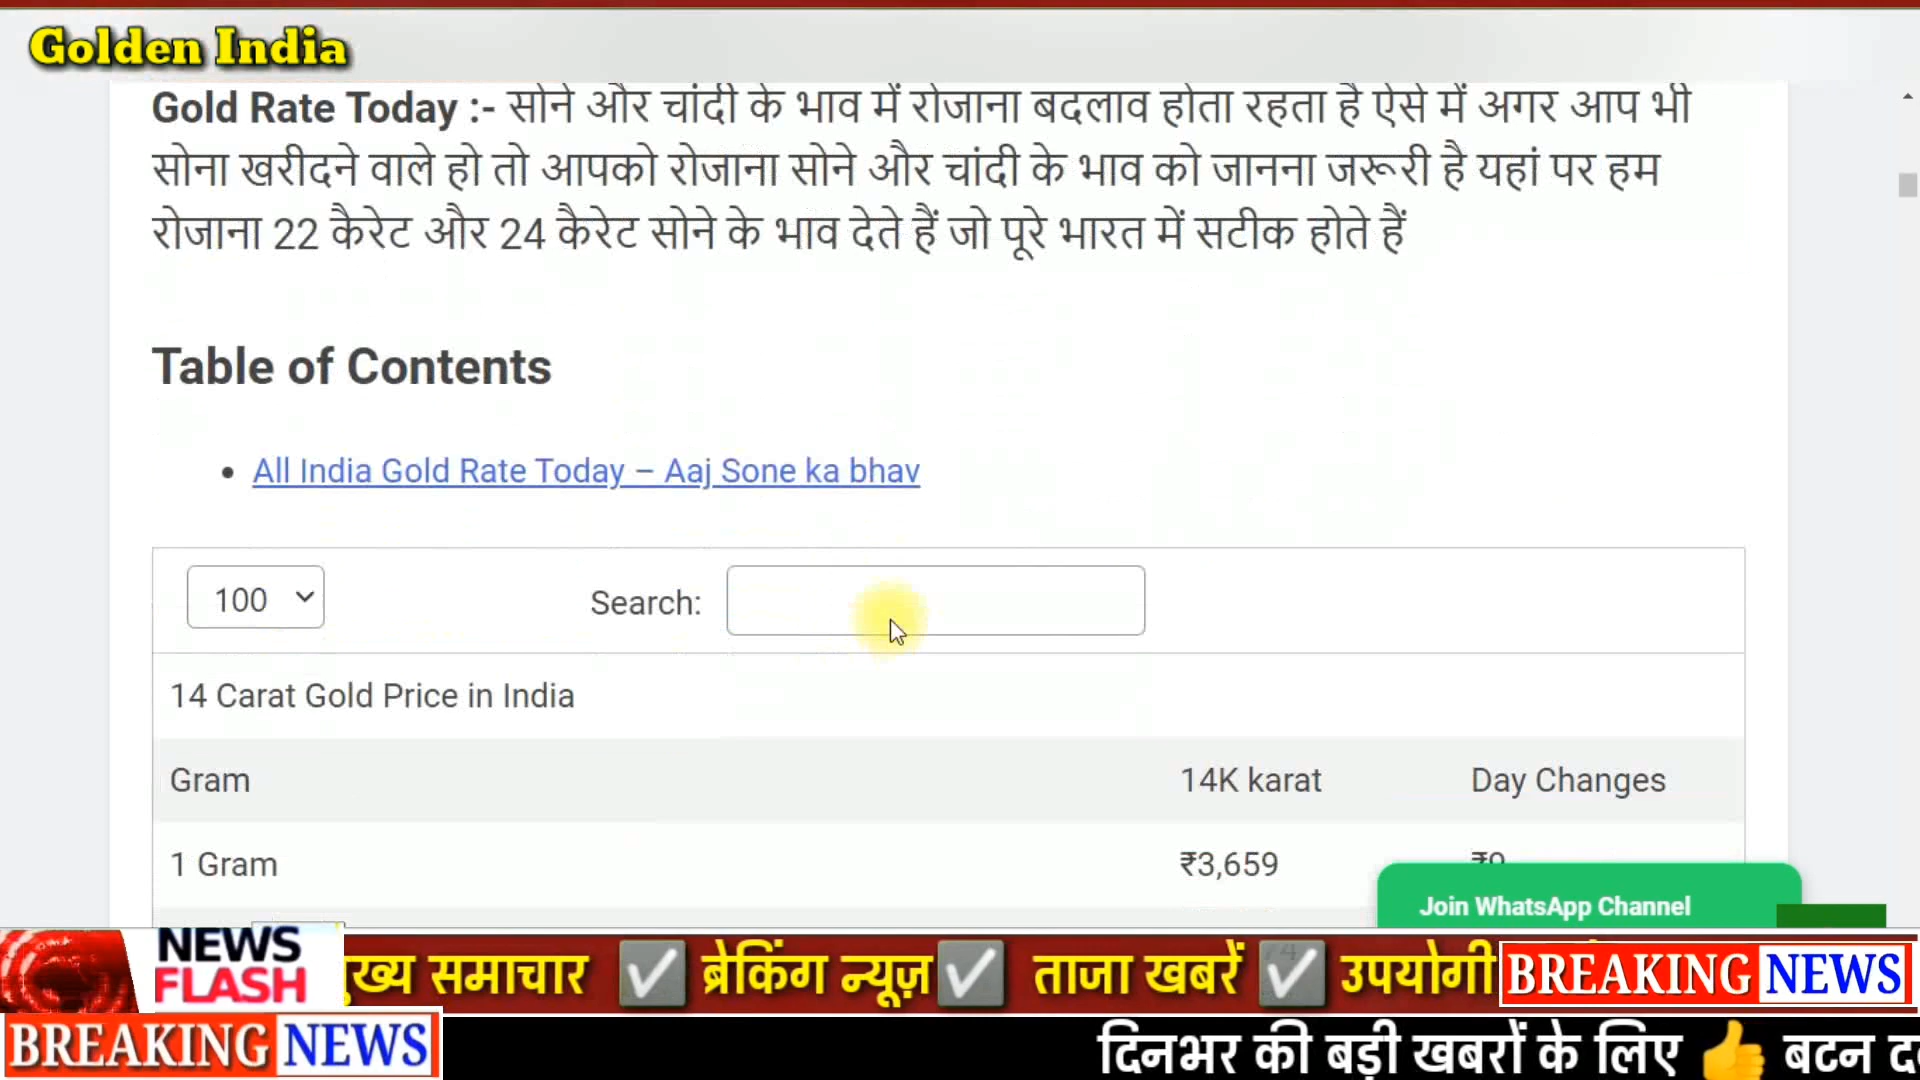 Golden India
Gold Rate Today :- सोने और चांदी के भाव में रोजाना बदलाव होता रहता है ऐसे में अगर आप भी
सोना खरीदने वाले हो तो आपको रोजाना सोने और चांदी के भाव को जानना जरूरी है यहां पर हम
रोजाना 22 कैरेट और 24 कैरेट सोने के भाव देते हैं जो पूरे भारत में सटीक होते हैं
Table of Contents
All India Gold Rate Today – Aaj Sone ka bhav
100 Search:
14 Carat Gold Price in India
Gram 14K karat Day Changes
1 Gram ₹3,659
Join WhatsApp Channel
NEWS
FLASH
समाचार ब्रेकिंग न्यूज़ ताजा खबरें उपयोगी BREAKING NEWS
BREAKING NEWS दिनभर की बड़ी खबरों के लिए 👍 बटन